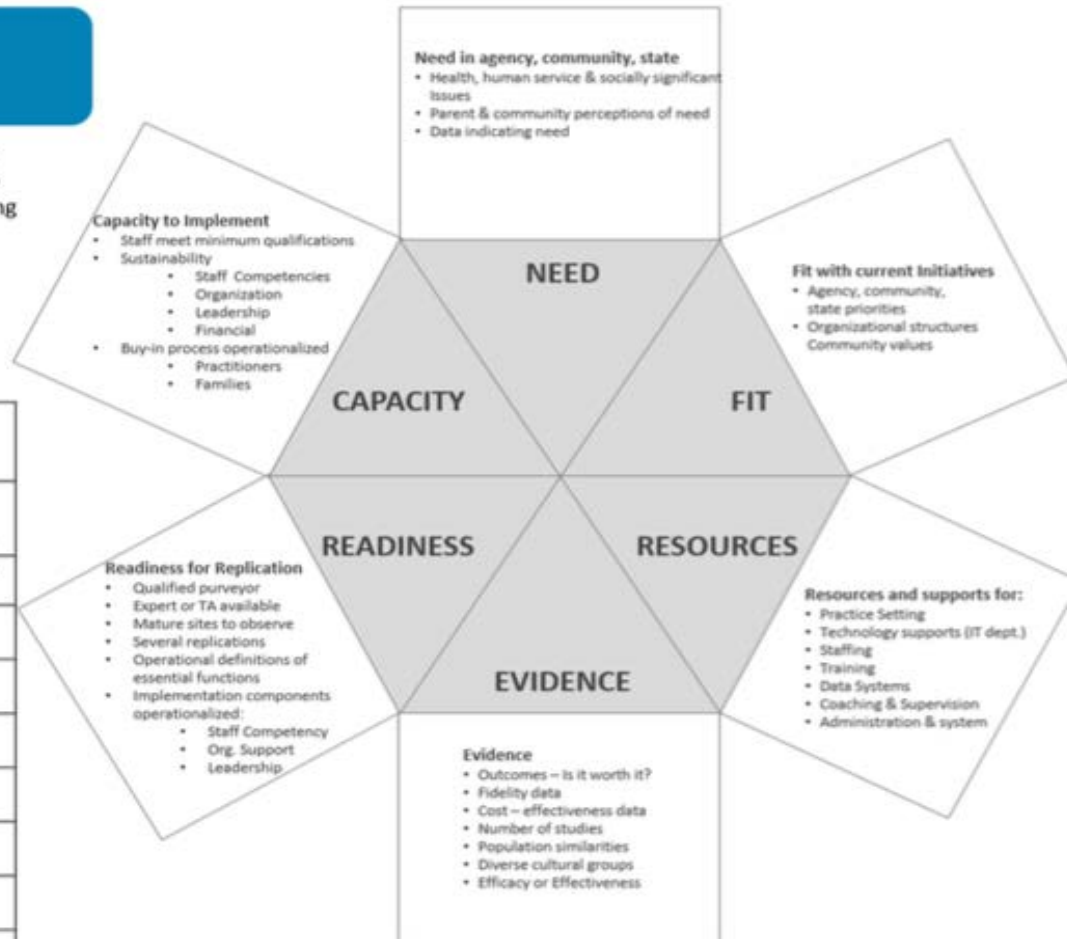 ng
Need in agency, community, state
• Health, human service & socially significant
Issues
• Parent & community perceptions of need
• Data indicating need
Capacity to Implement
• Staff meet minimum qualifications
• Sustainability
• Staff Competencies
• Organization
• Leadership
• Financial
• Buy-in process operationalized
• Practitioners
• Families
NEED
Fit with current Initiatives
• Agency, community,
state priorities
• Organizational structures
Community values
CAPACITY
FIT
READINESS
RESOURCES
Readiness for Replication
• Qualified purveyor
• Expert or TA available
• Mature sites to observe
• Several replications
• Operational definitions of
essential functions
• Implementation components
operationalized:
• Staff Competency
• Org. Support
• Leadership
Resources and supports for:
• Practice Setting
• Technology supports (IT dept.)
• Staffing
• Training
• Data Systems
• Coaching & Supervision
• Administration & system
EVIDENCE
Evidence
• Outcomes – Is it worth it?
• Fidelity data
• Cost – effectiveness data
• Number of studies
• Population similarities
• Diverse cultural groups
• Efficacy or Effectiveness